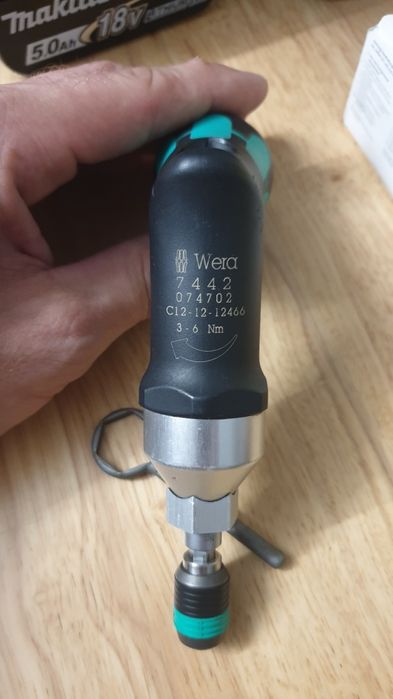 Makita
5.0Ah 18V
Wera
7442
074702
C12-12-12466
3-6 Nm